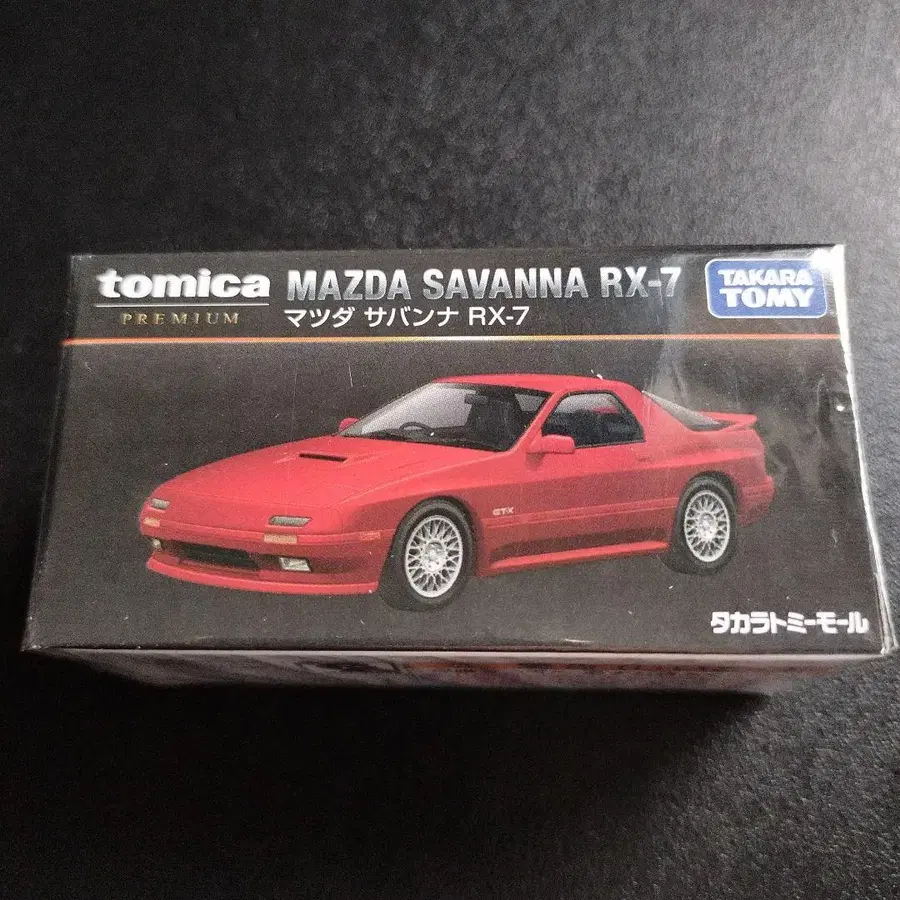 tomica MAZDA SAVANNA RX-7
PREMIUM マツダ サバンナ RX-7
TAKARA
TOMY
GT-X
タカラトミーモール